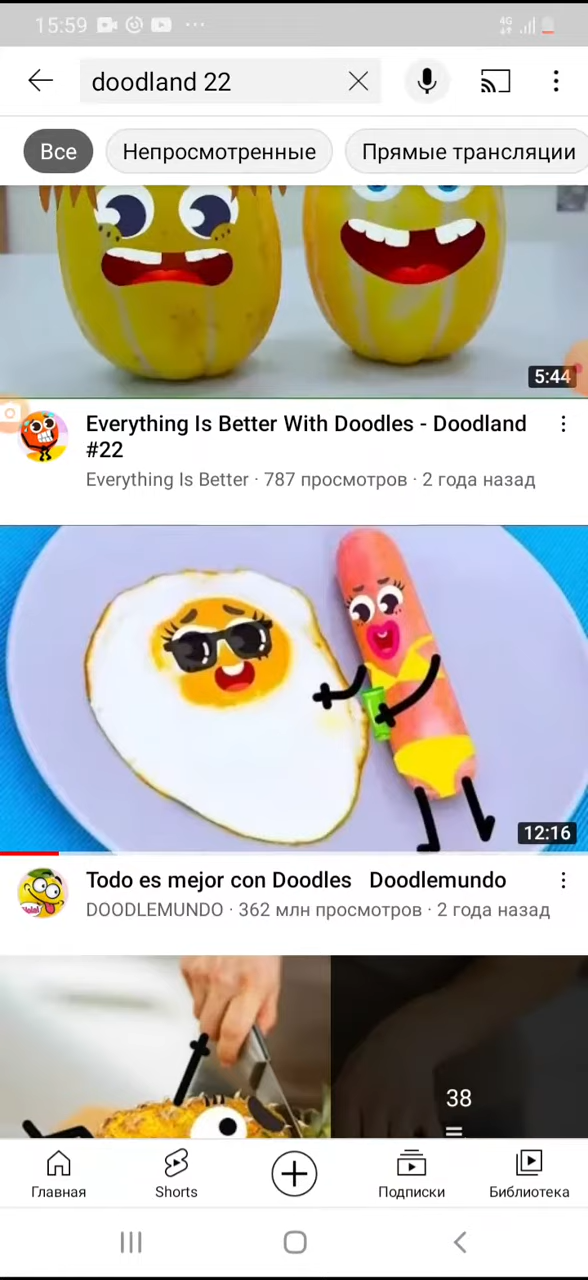 15:59
4G
doodland 22
Все
Непросмотренные
Прямые трансляции
5:44
Everything Is Better With Doodles - Doodland
#22
Everything Is Better · 787 просмотров · 2 года назад
12:16
Todo es mejor con Doodles Doodlemundo
DOODLEMUNDO · 362 млн просмотров · 2 года назад
38
Главная
Shorts
Подписки
Библиотека